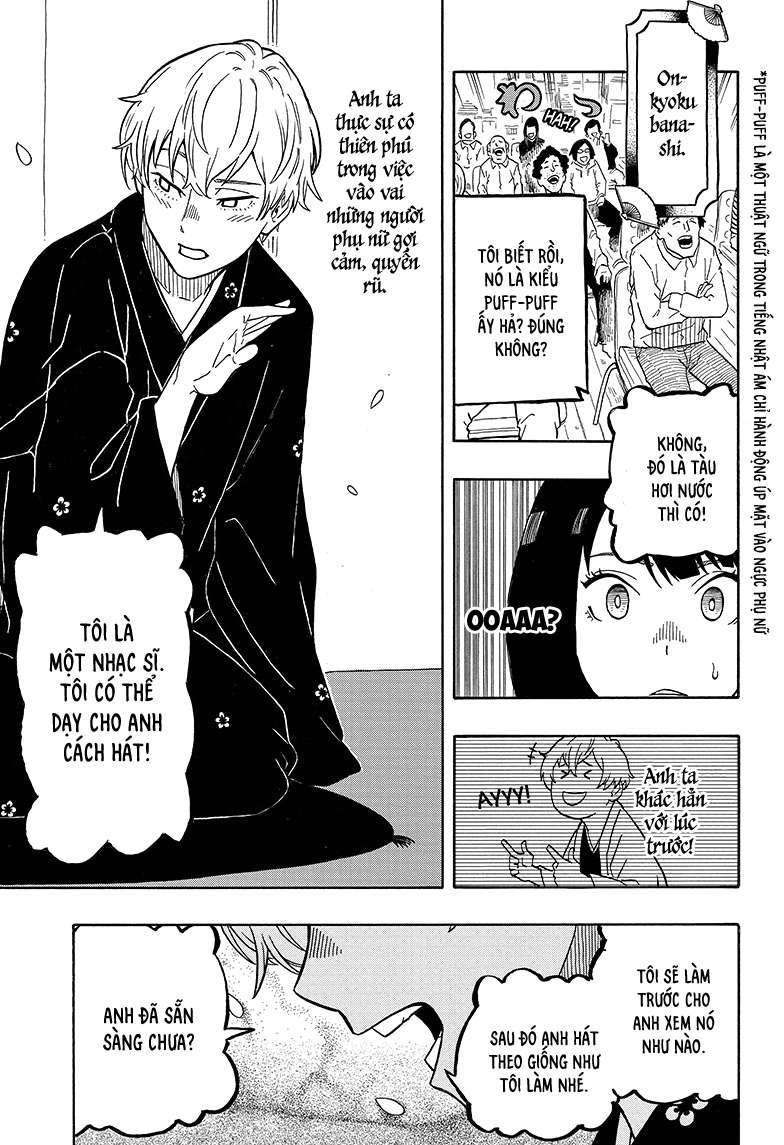 On-
kyoku
bana-
shi.
わっ
HAH!
TÔI BIẾT RỒI,
NÓ LÀ KIỂU
PUFF-PUFF
ẤY HẢ? ĐÚNG
KHÔNG?
*PUFF-PUFF LÀ MỘT THUẬT NGỮ TRONG TIẾNG NHẬT ÁM CHỈ HÀNH ĐỘNG ÚP MẶT VÀO NGỰC PHỤ NỮ
KHÔNG,
ĐÓ LÀ TÀU
HƠI NƯỚC
THÌ CÓ!
OOAAA?
Anh ta
khác hẳn
với lúc
trước!
AYYY!
Anh ta
thực sự có
thiên phú
trong việc
vào vai
những người
phụ nữ gợi
cảm, quyến
rũ.
TÔI LÀ
MỘT NHẠC SĨ.
TÔI CÓ THỂ
DẠY CHO ANH
CÁCH HÁT!
TÔI SẼ LÀM
TRƯỚC CHO
ANH XEM NÓ
NHƯ NÀO.
SAU ĐÓ ANH HÁT
THEO GIỐNG NHƯ
TÔI LÀM NHÉ.
ANH ĐÃ SẴN
SÀNG CHƯA?